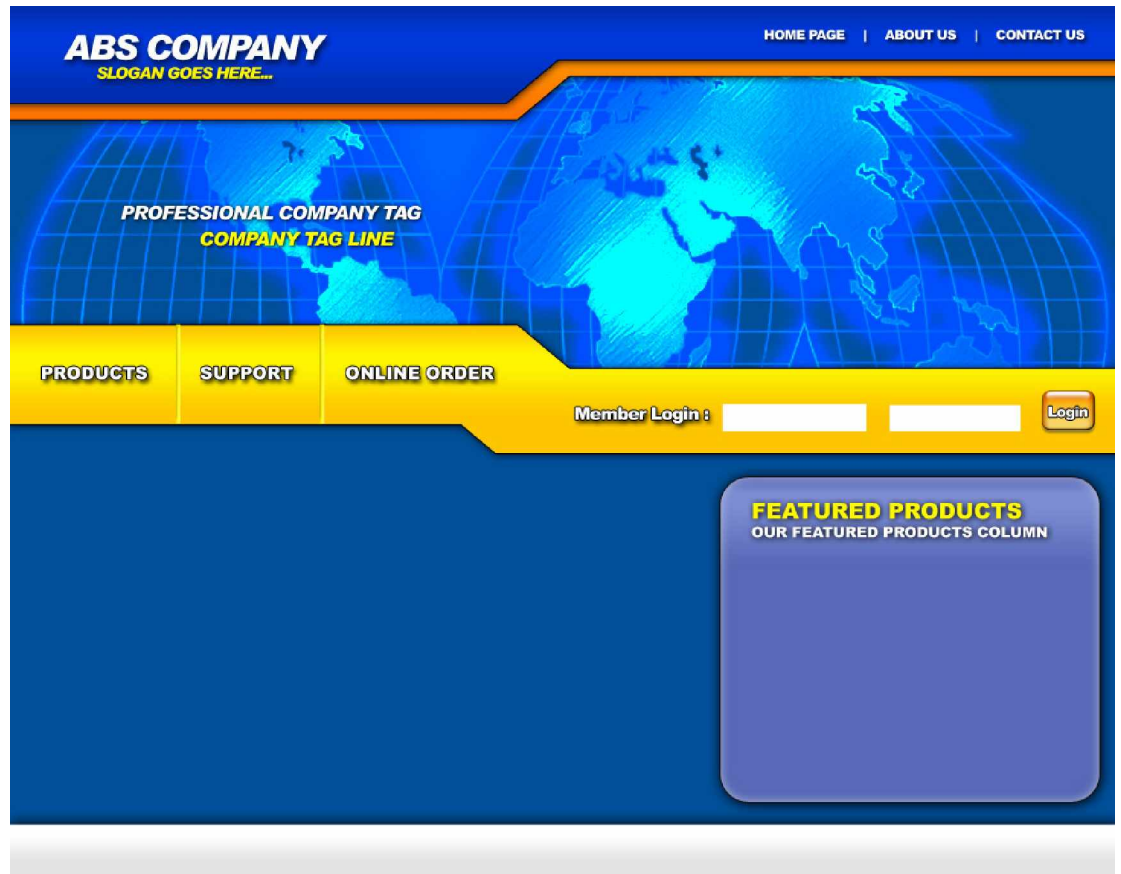 ABS COMPANY
SLOGAN GOES HERE...
HOME PAGE | ABOUT US | CONTACT US
PROFESSIONAL COMPANY TAG
COMPANY TAG LINE
PRODUCTS SUPPORT ONLINE ORDER
Member Login : Login
FEATURED PRODUCTS
OUR FEATURED PRODUCTS COLUMN